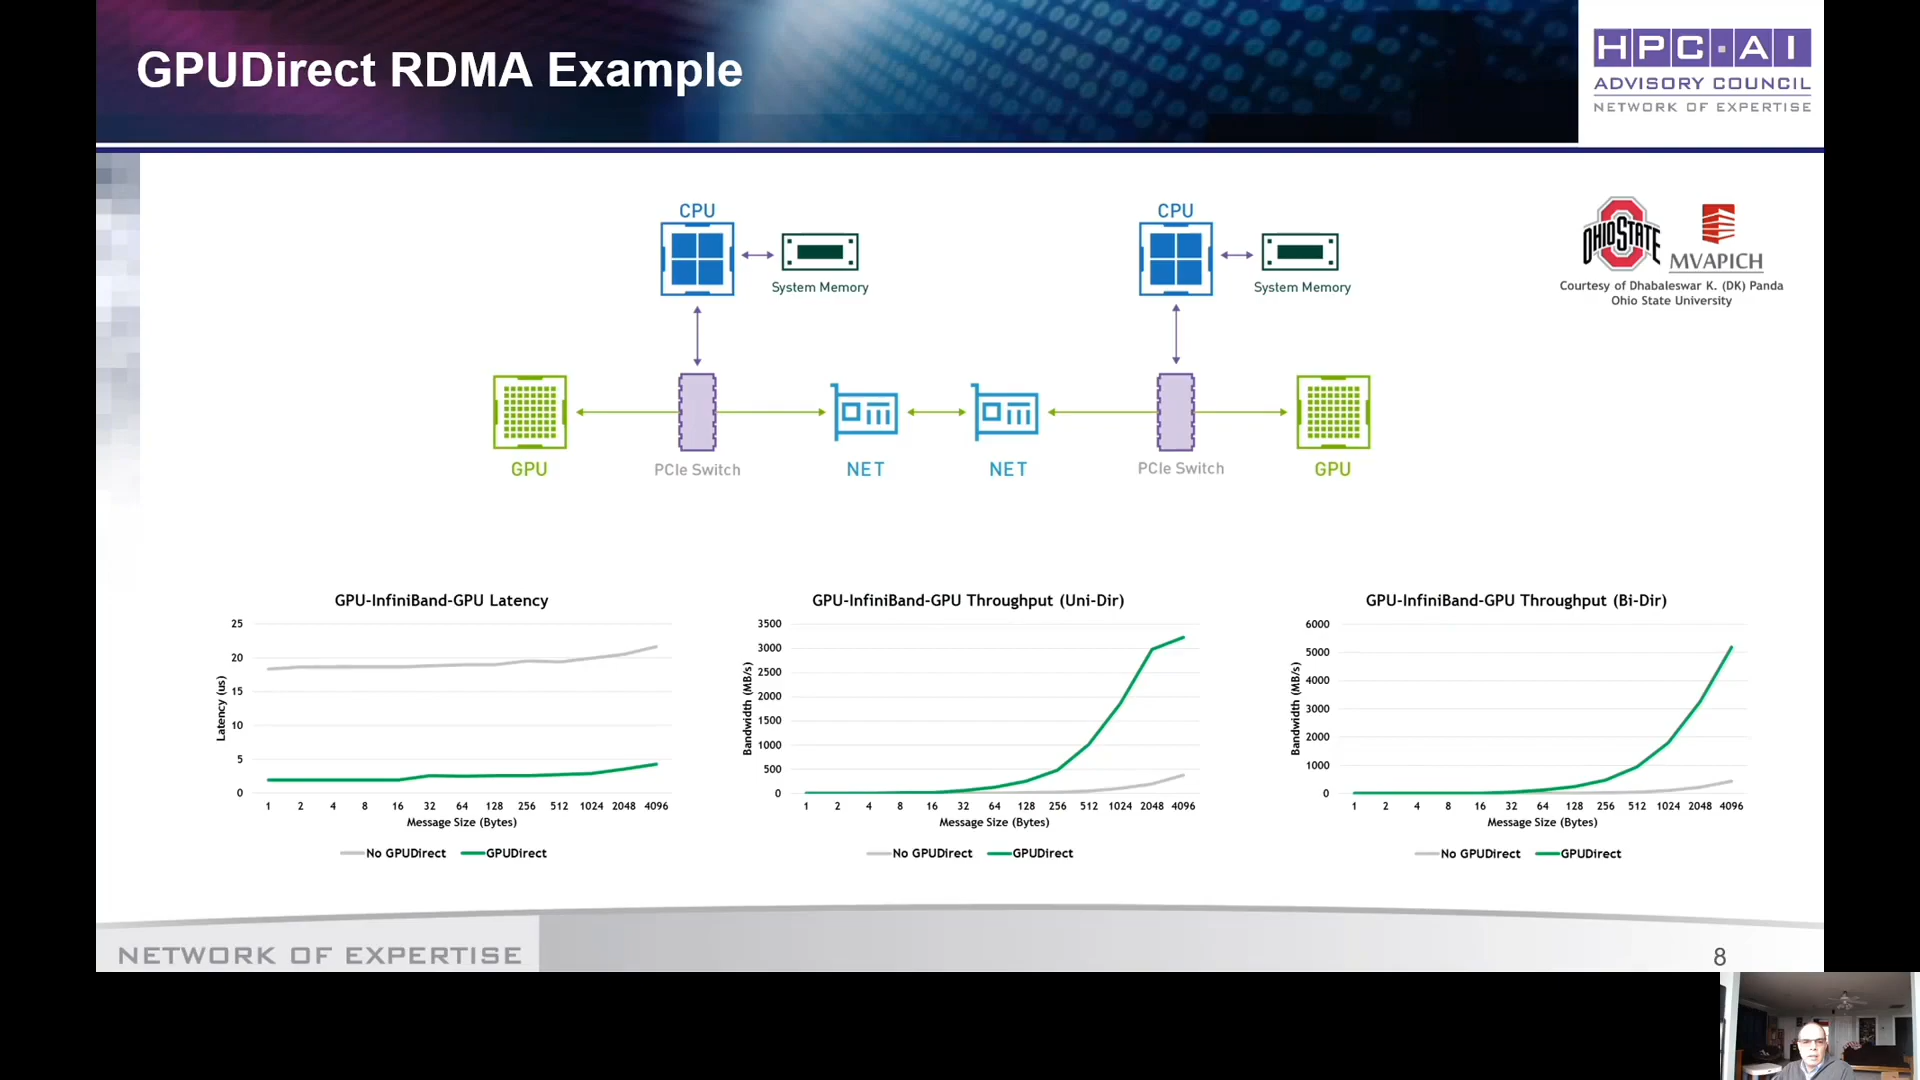 GPUDirect RDMA Example
HPC·AI
ADVISORY COUNCIL
NETWORK OF EXPERTISE
CPU
System Memory
CPU
System Memory
OHIO STATE
MVAPICH
Courtesy of Dhabaleswar K. (DK) Panda
Ohio State University
GPU
PCIe Switch
NET
NET
PCIe Switch
GPU
GPU-InfiniBand-GPU Latency
25
20
15
10
5
0
Latency (us)
1 2 4 8 16 32 64 128 256 512 1024 2048 4096
Message Size (Bytes)
No GPUDirect GPUDirect
GPU-InfiniBand-GPU Throughput (Uni-Dir)
3500
3000
2500
2000
1500
1000
500
0
Bandwidth (MB/s)
1 2 4 8 16 32 64 128 256 512 1024 2048 4096
Message Size (Bytes)
No GPUDirect GPUDirect
GPU-InfiniBand-GPU Throughput (Bi-Dir)
6000
5000
4000
3000
2000
1000
0
Bandwidth (MB/s)
1 2 4 8 16 32 64 128 256 512 1024 2048 4096
Message Size (Bytes)
No GPUDirect GPUDirect
NETWORK OF EXPERTISE
8